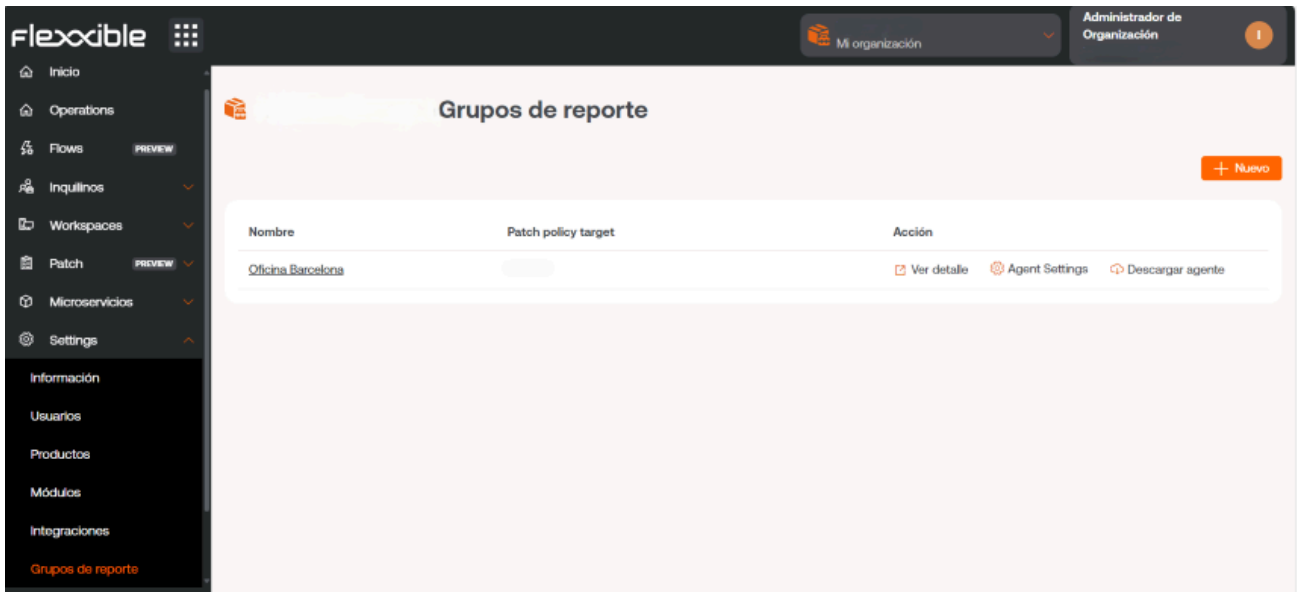 Flexxible
Mi organización
Administrador de
Organización
I
Inicio
Operations
Flows PREVIEW
Inquilinos
Workspaces
Patch PREVIEW
Microservicios
Settings
Información
Usuarios
Productos
Módulos
Integraciones
Grupos de reporte
Grupos de reporte
+ Nuevo
Nombre Patch policy target Acción
Oficina Barcelona Ver detalle Agent Settings Descargar agente